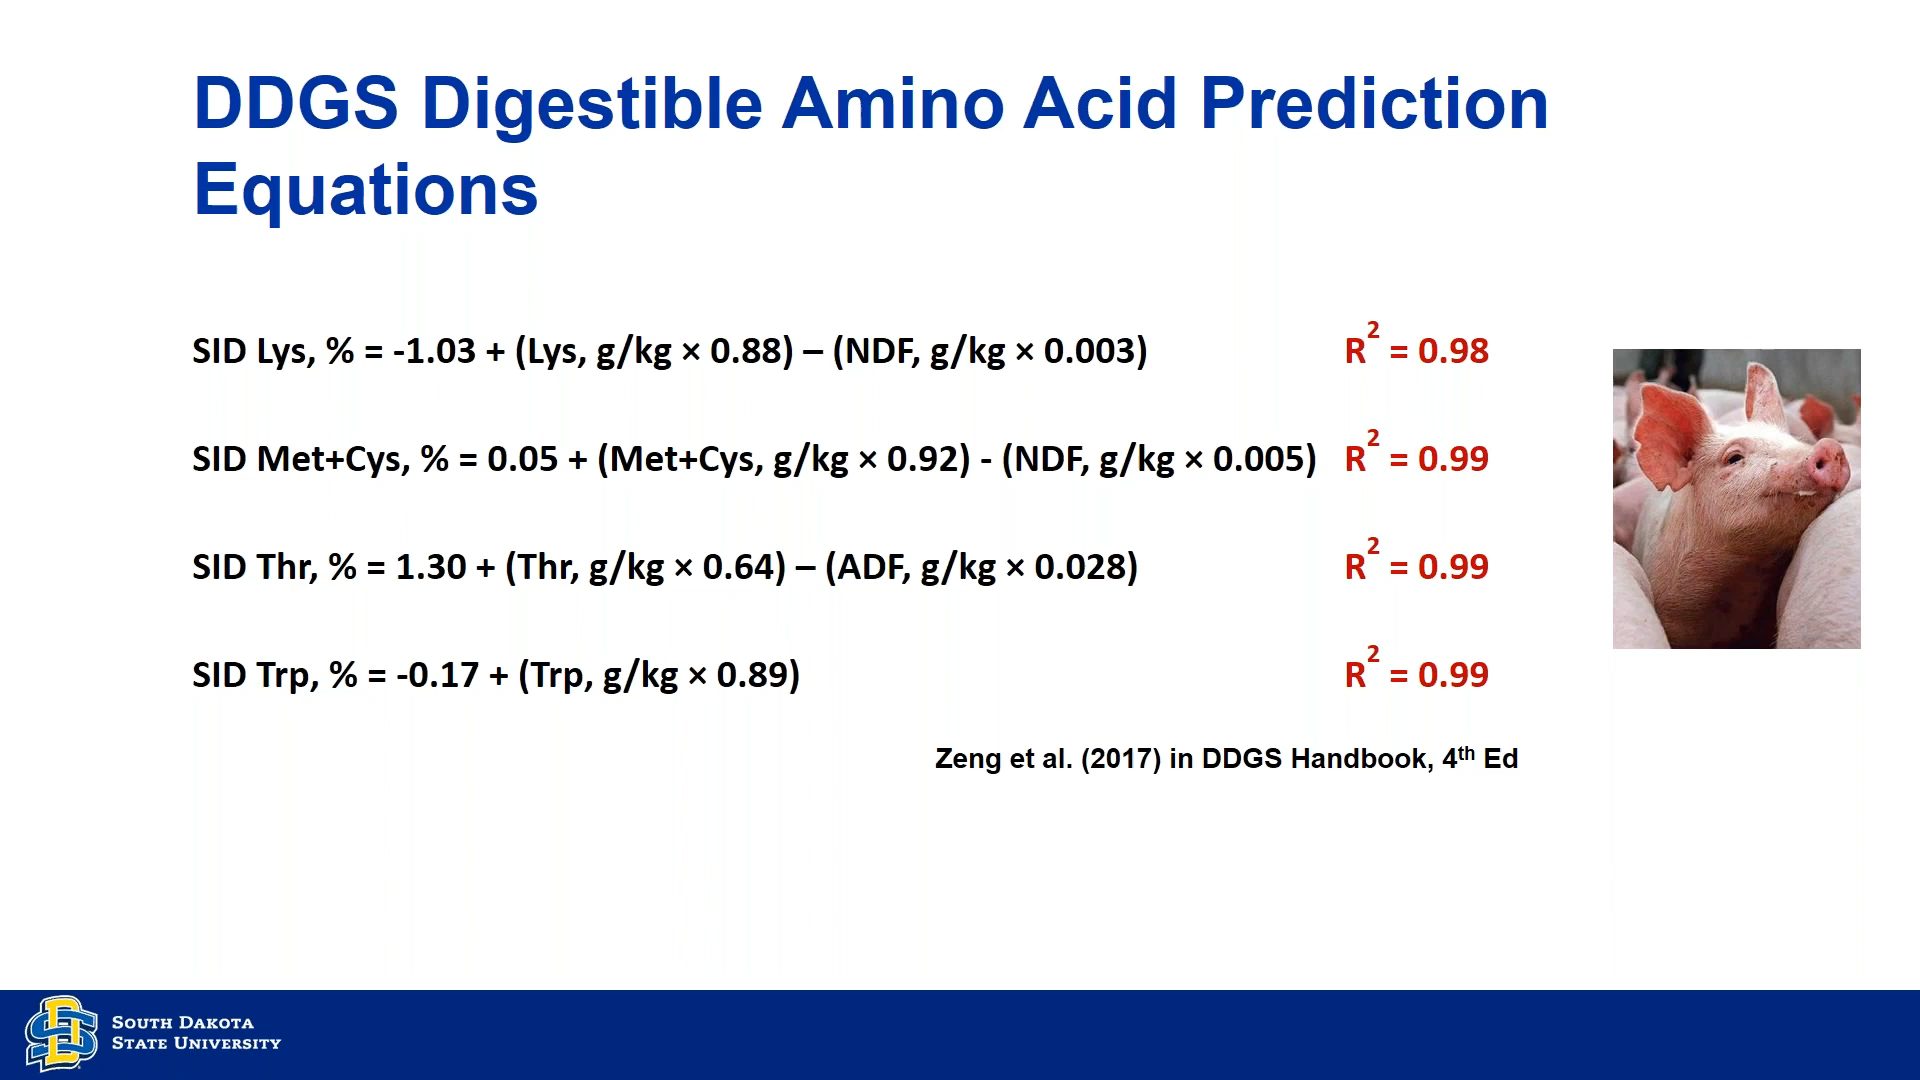 DDGS Digestible Amino Acid Prediction
Equations
SID Lys, % = -1.03 + (Lys, g/kg × 0.88) – (NDF, g/kg × 0.003) R² = 0.98
SID Met+Cys, % = 0.05 + (Met+Cys, g/kg × 0.92) - (NDF, g/kg × 0.005) R² = 0.99
SID Thr, % = 1.30 + (Thr, g/kg × 0.64) – (ADF, g/kg × 0.028) R² = 0.99
SID Trp, % = -0.17 + (Trp, g/kg × 0.89) R² = 0.99
Zeng et al. (2017) in DDGS Handbook, 4th Ed
South Dakota
State University